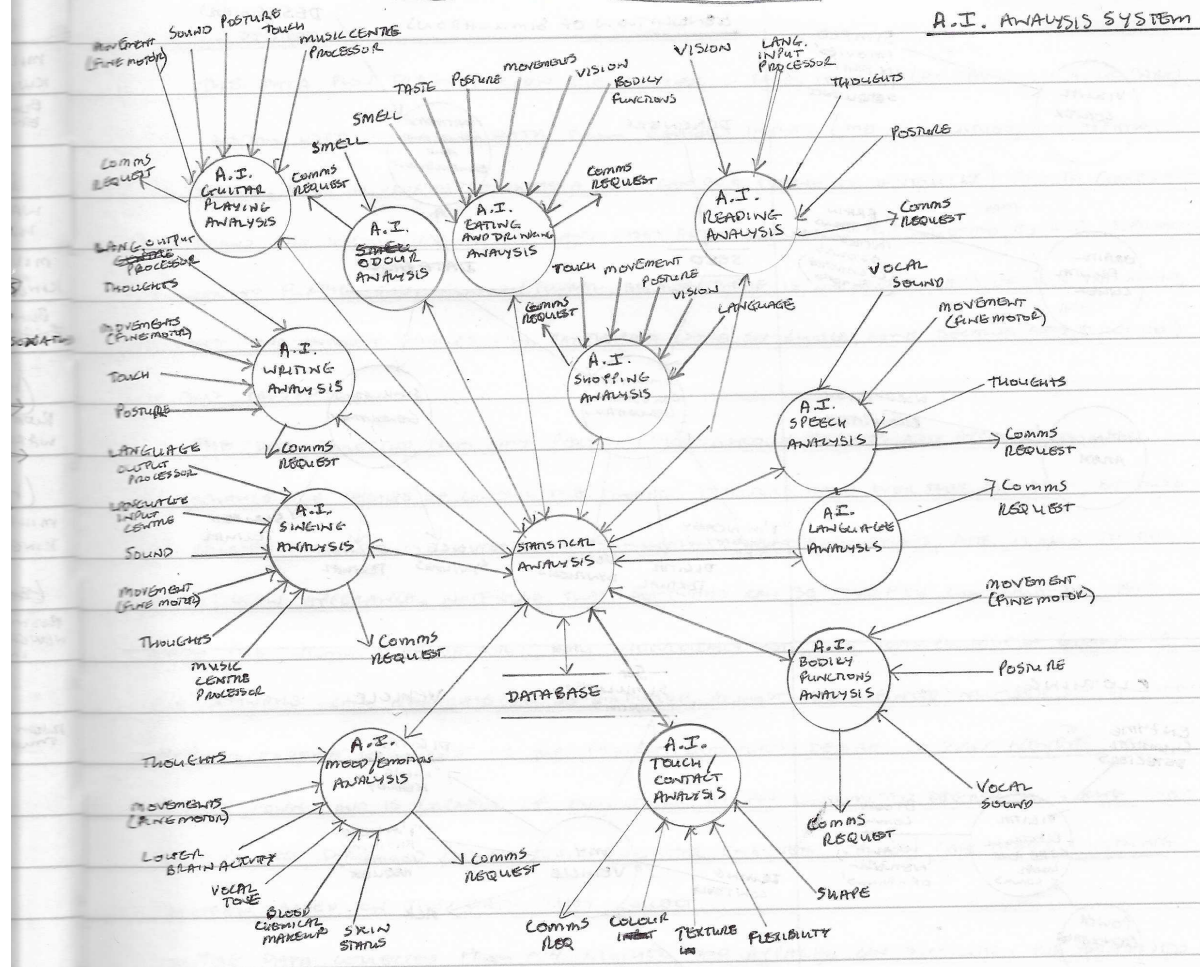 A.I. ANALYSIS SYSTEM
MOVEMENT
(FINE MOTOR)
SOUND
POSTURE
TOUCH
MUSIC CENTRE
PROCESSOR
COMMS
REQUEST
A.I.
GUITAR
PLAYING
ANALYSIS
SMELL
COMMS
REQUEST
A.I.
ODOUR
ANALYSIS
SMELL
TASTE
POSTURE
MOVEMENTS
VISION
BODILY
FUNCTIONS
COMMS
REQUEST
A.I.
EATING
AND DRINKING
ANALYSIS
VISION
LANG.
INPUT
PROCESSOR
THOUGHTS
POSTURE
COMMS
REQUEST
A.I.
READING
ANALYSIS
LANG OUTPUT
CENTRE
PROCESSOR
THOUGHTS
MOVEMENTS
(FINE MOTOR)
TOUCH
POSTURE
COMMS
REQUEST
A.I.
WRITING
ANALYSIS
TOUCH
MOVEMENT
POSTURE
VISION
LANGUAGE
COMMS
REQUEST
A.I.
SHOPPING
ANALYSIS
VOCAL
SOUND
MOVEMENT
(FINE MOTOR)
THOUGHTS
COMMS
REQUEST
A.I.
SPEECH
ANALYSIS
LANGUAGE
OUTPUT
PROCESSOR
LANGUAGE
INPUT
CENTRE
SOUND
MOVEMENT
(FINE MOTOR)
THOUGHTS
MUSIC
CENTRE
PROCESSOR
COMMS
REQUEST
A.I.
SINGING
ANALYSIS
STATISTICAL
ANALYSIS
COMMS
REQUEST
A.I.
LANGUAGE
ANALYSIS
DATABASE
MOVEMENT
(FINE MOTOR)
POSTURE
VOCAL
SOUND
COMMS
REQUEST
A.I.
BODILY
FUNCTIONS
ANALYSIS
THOUGHTS
MOVEMENTS
(FINE MOTOR)
LOWER
BRAIN ACTIVITY
VOCAL
TONE
BLOOD
CHEMICAL
MAKEUP
SKIN
STATUS
COMMS
REQUEST
A.I.
MOOD/EMOTION
ANALYSIS
A.I.
TOUCH/
CONTACT
ANALYSIS
COMMS
REQ
COLOUR
TEXTURE
FLEXIBILITY
SHAPE